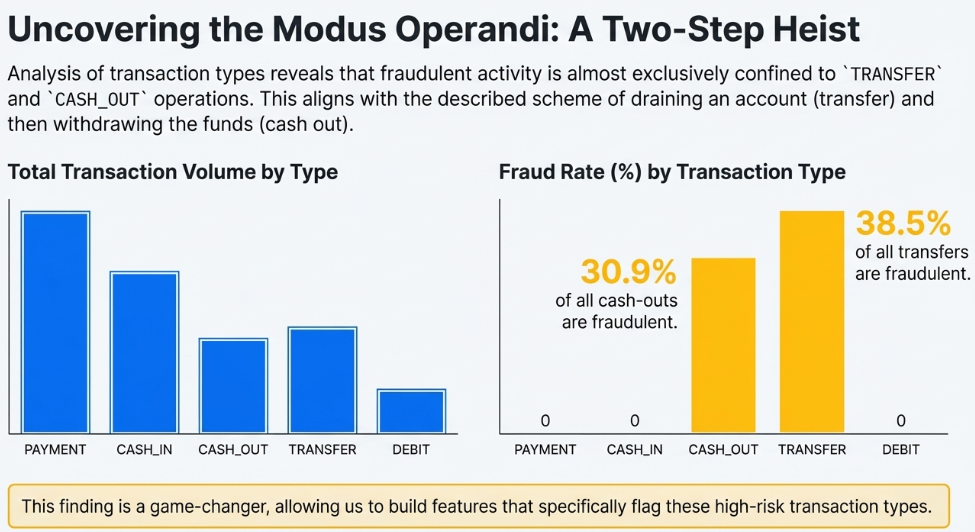 Uncovering the Modus Operandi: A Two-Step Heist
Analysis of transaction types reveals that fraudulent activity is almost exclusively confined to `TRANSFER`
and `CASH_OUT` operations. This aligns with the described scheme of draining an account (transfer) and
then withdrawing the funds (cash out).
Total Transaction Volume by Type
PAYMENT
CASH_IN
CASH_OUT
TRANSFER
DEBIT
Fraud Rate (%) by Transaction Type
38.5%
of all transfers
are fraudulent.
30.9%
of all cash-outs
are fraudulent.
0
0
0
PAYMENT
CASH_IN
CASH_OUT
TRANSFER
DEBIT
This finding is a game-changer, allowing us to build features that specifically flag these high-risk transaction types.